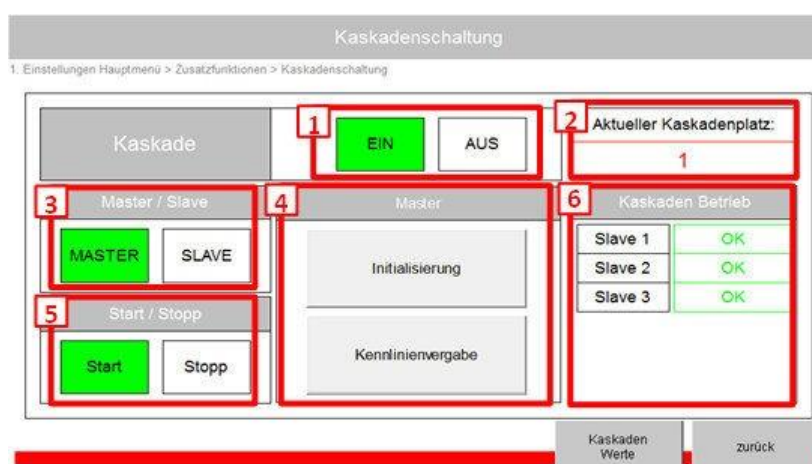 Kaskadenschaltung
1. Einstellungen Hauptmenü > Zusatzfunktionen > Kaskadenschaltung
Kaskade
1
EIN
AUS
2
Aktueller Kaskadenplatz:
1
3
Master / Slave
MASTER
SLAVE
4
Master
Initialisierung
Kennlinienvergabe
5
Start / Stopp
Start
Stopp
6
Kaskaden Betrieb
Slave 1 OK
Slave 2 OK
Slave 3 OK
Kaskaden
Werte
zurück